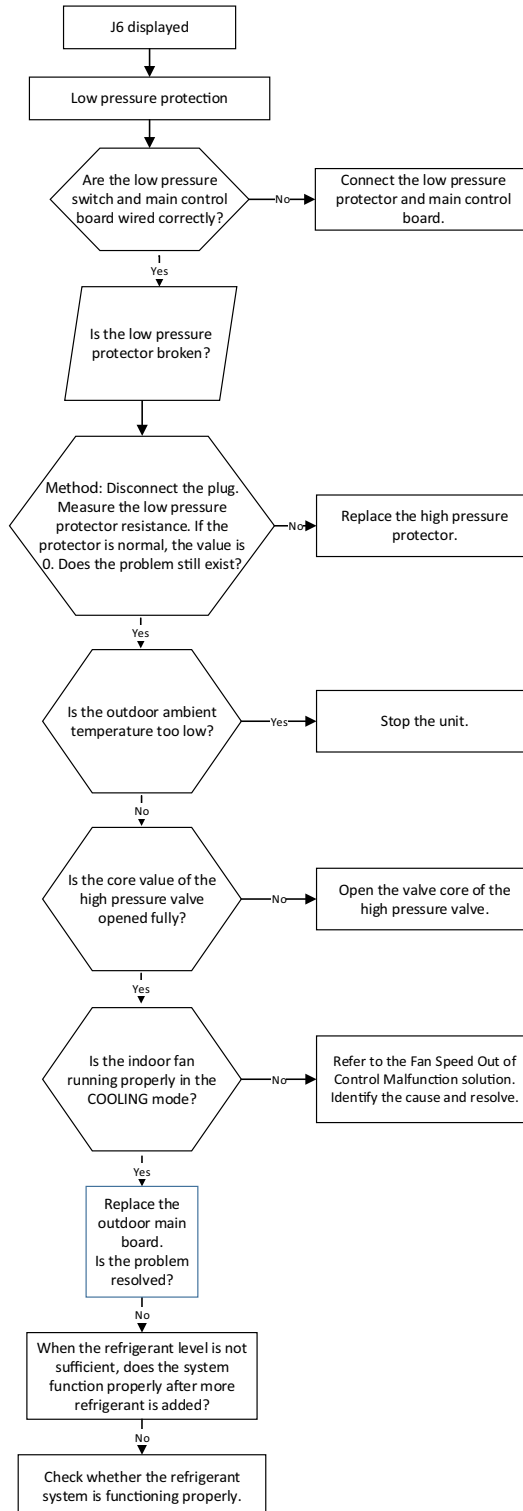 J6 displayed
Low pressure protection
Are the low pressure
switch and main control
board wired correctly?
No
Connect the low pressure
protector and main control
board.
Yes
Is the low pressure
protector broken?
Method: Disconnect the plug.
Measure the low pressure
protector resistance. If the
protector is normal, the value is
0. Does the problem still exist?
No
Replace the high pressure
protector.
Yes
Is the outdoor ambient
temperature too low?
Yes
Stop the unit.
No
Is the core value of the
high pressure valve
opened fully?
No
Open the valve core of the
high pressure valve.
Yes
Is the indoor fan
running properly in the
COOLING mode?
No
Refer to the Fan Speed Out of
Control Malfunction solution.
Identify the cause and resolve.
Yes
Replace the
outdoor main
board.
Is the problem
resolved?
No
When the refrigerant level is not
sufficient, does the system
function properly after more
refrigerant is added?
No
Check whether the refrigerant
system is functioning properly.